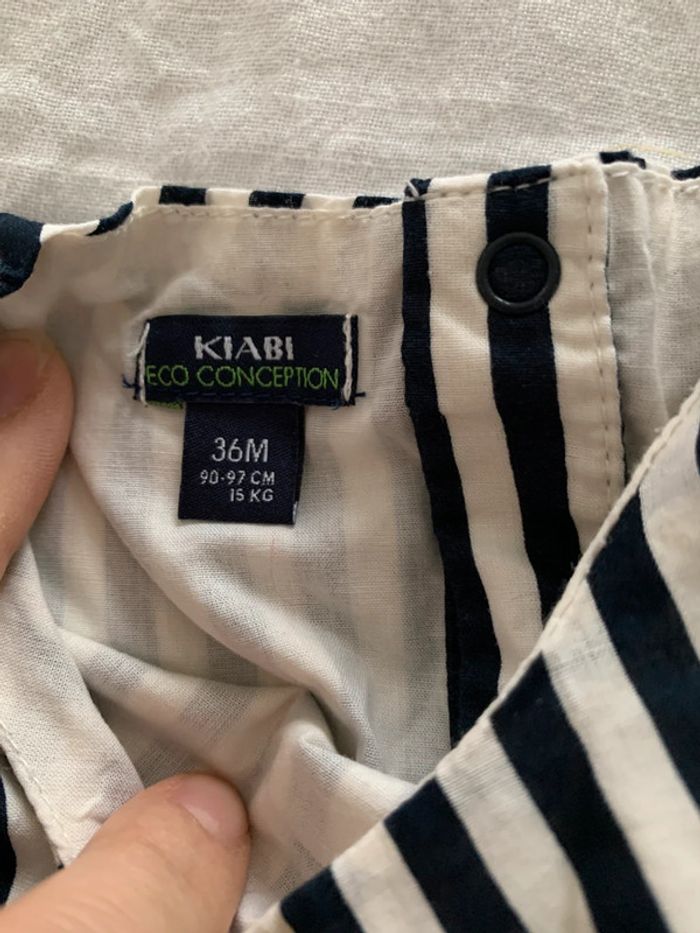 KIABI
ECO CONCEPTION
36M
90-97 CM
15 KG